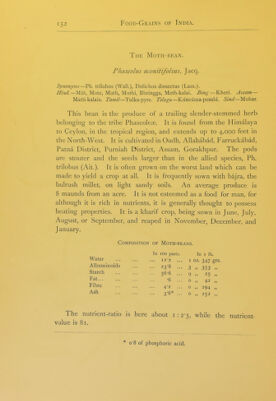 152 FOOD-GRAINS OF INDIA.
THE MOTH-BEAN.
Phaseolus aconitifolius, Jacq.
Synonyms—Ph. trilobus (Wall.), Dolichos dissectus (Lam.).
Hind.—Mút, Mote, Math, Mothi, Bhringga, Moth-kalai. Beng.—Kheri. Assam—
Matti-kalais. Tamil—Tulka-pyre. Telegu— Sind—Mohar.
This bean is the produce of a trailing slender-stemmed herb
belonging to the tribe Phaseoleæ. It is found from the Himálaya
to Ceylon, in the tropical region, and extends up to 4,000 feet in
the North-West. It is cultivated in Oudh, Allahábád, Farruckábád,
Patná District, Purniah District, Assam, Gorakhpur. The pods
are stouter and the seeds larger than in the allied species, Ph.
trilobus (Ait.). It is often grown on the worst land which can be
made to yield a crop at all. It is frequently sown with bájra, the
bulrush millet, on light sandy soils. An average produce is
8 maunds from an acre. It is not esteemed as a food for man, for
although it is rich in nutrients, it is generally thought to possess
heating properties. It is a kharif crop, being sown in June, July,
August, or September, and reaped in November, December, and
January.
COMPOSITION OF MOTH-BEANS.
In 100 parts. In 1 lb.
Water ... ... ... 11·2 ... 1 oz. 347 grs.
Albuminoids ... ... 23·8 ... 3 „ 353 „
Starch ... ... ... 56·6 ... 9 „ 25 „
Fat... ... ... ·6 ... 0 „ 42 „
Fibre ... ... ... 4·2 ... 0 „ 294 „
Ash ... ... ... 3·6* ... 0 „ 252 „
The nutrient-ratio is here about 1 : 2·5, while the nutrient-
value is 81.
* 0·8 of phosphoric acid.